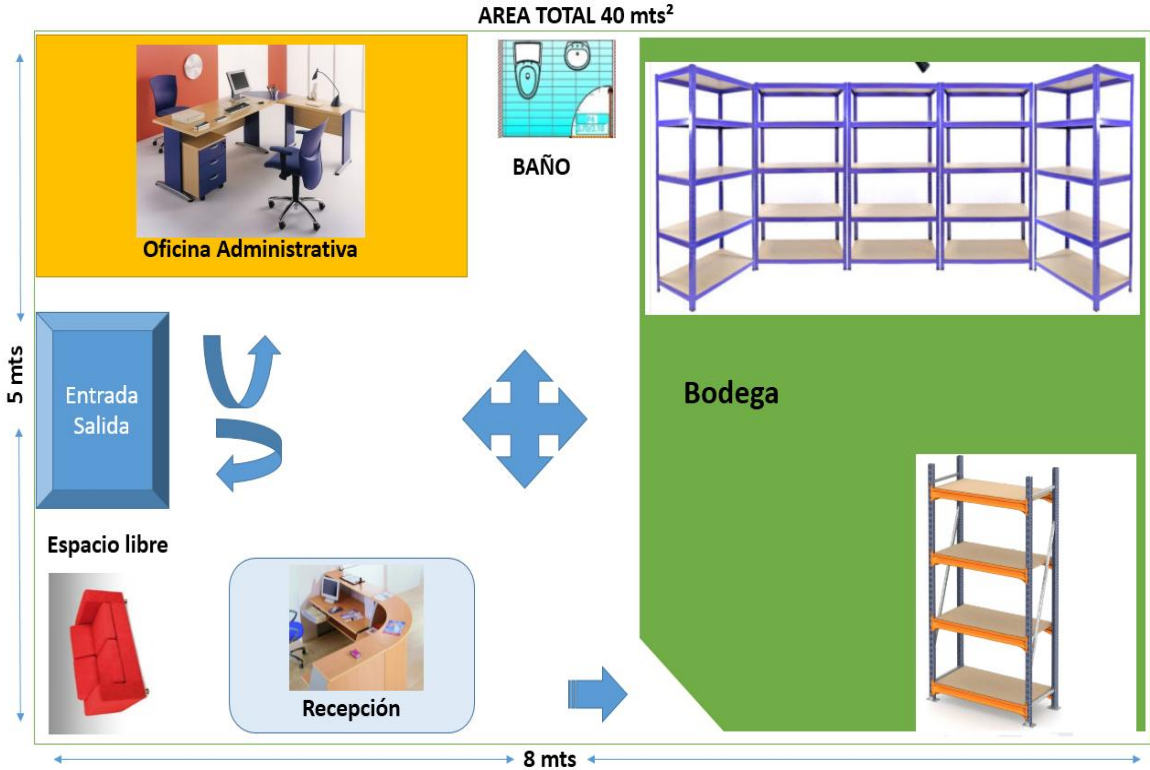 AREA TOTAL 40 mts²
BAÑO
Oficina Administrativa
5 mts
Entrada
Salida
Bodega
Espacio libre
Recepción
8 mts